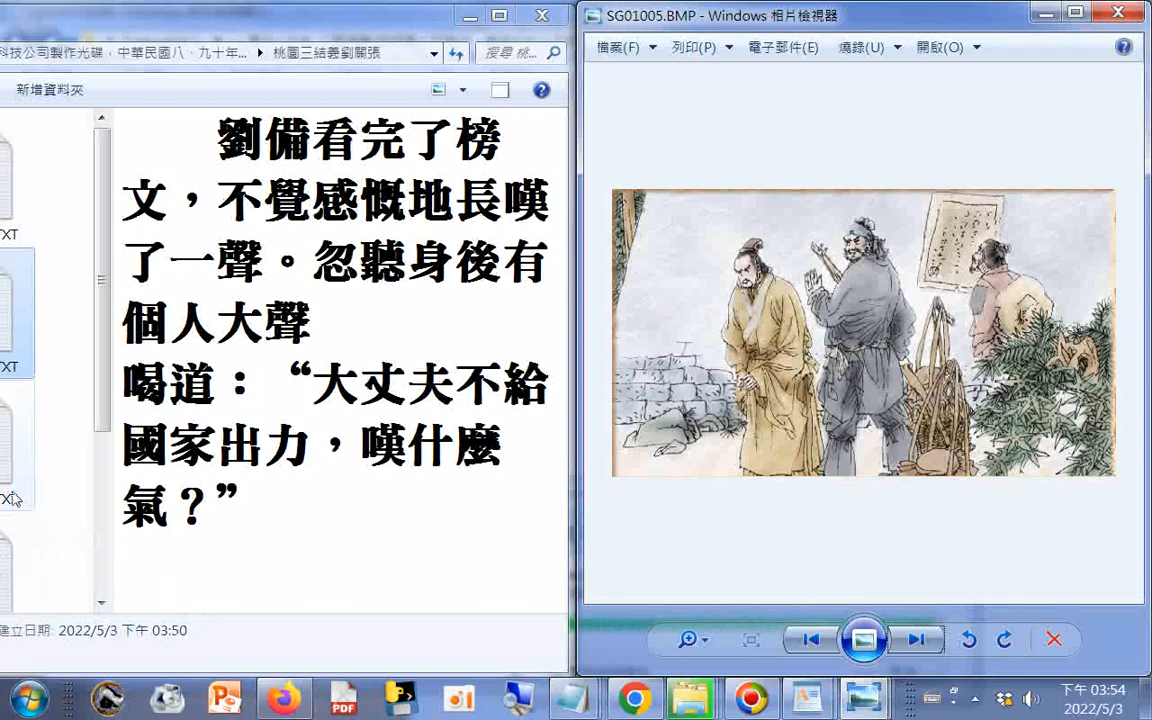 SG01005.BMP - Windows 相片檢視器
科技公司製作光碟，中華民國八、九十年... 桃園三結義劉關張
搜尋 桃...
檔案(F) 列印(P) 電子郵件(E) 燒錄(U) 開啟(O)
新增資料夾
劉備看完了榜
文，不覺感慨地長嘆
了一聲。忽聽身後有
個人大聲
喝道：“大丈夫不給
國家出力，嘆什麼
氣？”
TXT
TXT
TXT
建立日期: 2022/5/3 下午 03:50
PDF
下午 03:54
2022/5/3